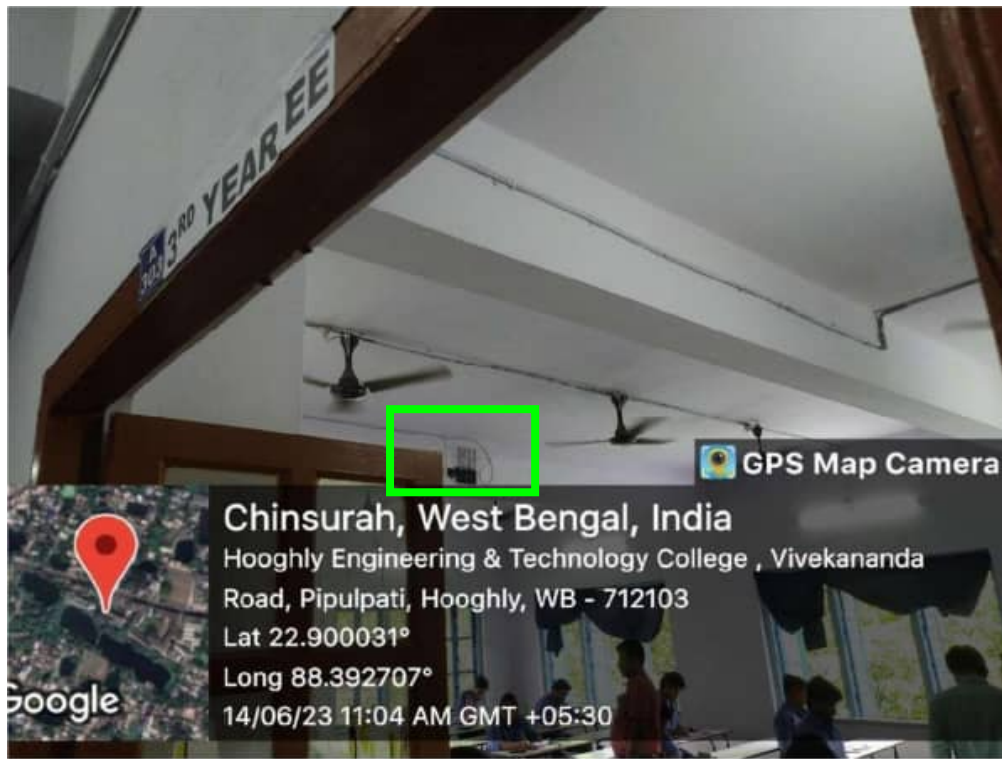 3RD YEAR EE
A
303
GPS Map Camera
Chinsurah, West Bengal, India
Hooghly Engineering & Technology College , Vivekananda
Road, Pipulpati, Hooghly, WB - 712103
Lat 22.900031°
Long 88.392707°
14/06/23 11:04 AM GMT +05:30
Google